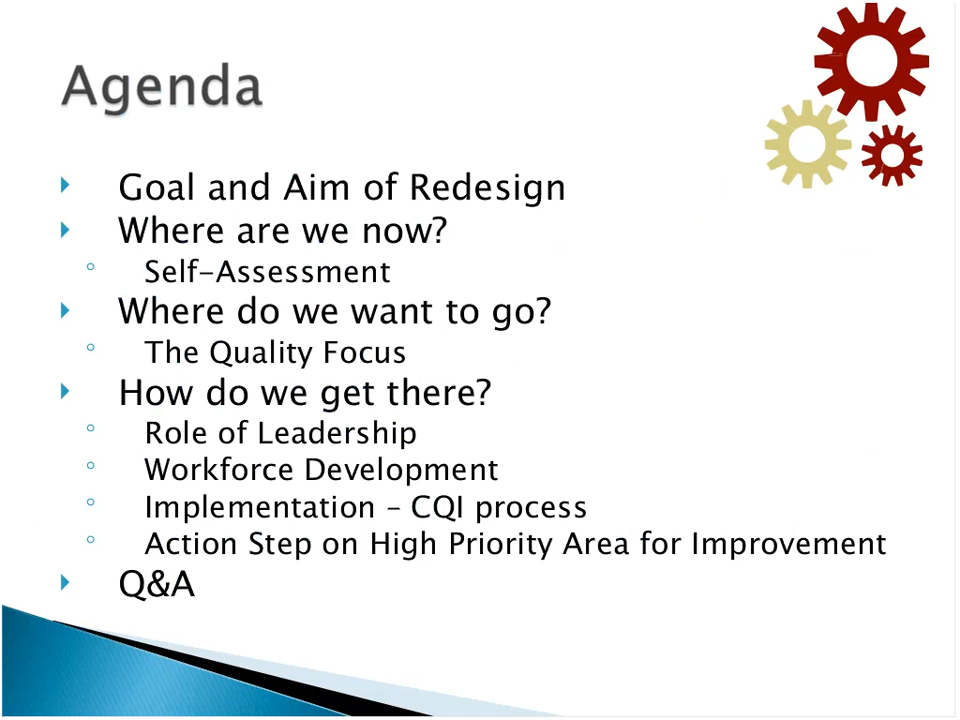 Agenda
Goal and Aim of Redesign
Where are we now?
Self-Assessment
Where do we want to go?
The Quality Focus
How do we get there?
Role of Leadership
Workforce Development
Implementation – CQI process
Action Step on High Priority Area for Improvement
Q&A